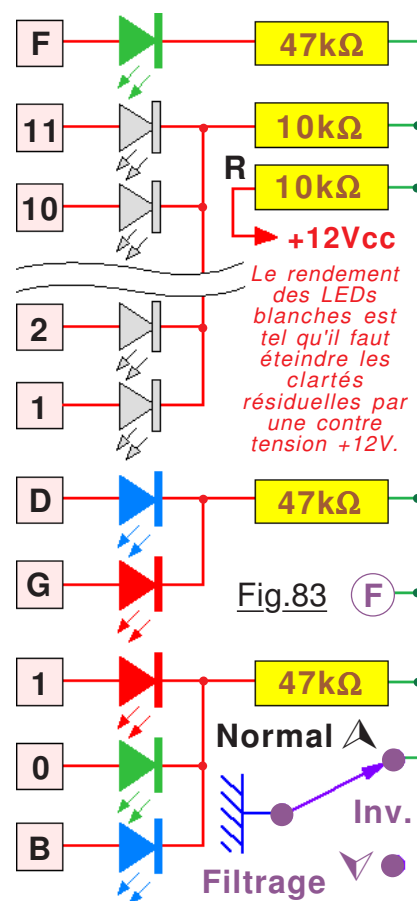 F 47kΩ
11 10kΩ
R
10 10kΩ
+12Vcc
Le rendement
des LEDs
blanches est
tel qu'il faut
éteindre les
clartés
résiduelles par
une contre
tension +12V.
2
1
D 47kΩ
G Fig.83 F
1 47kΩ
Normal
0
Inv.
B
Filtrage